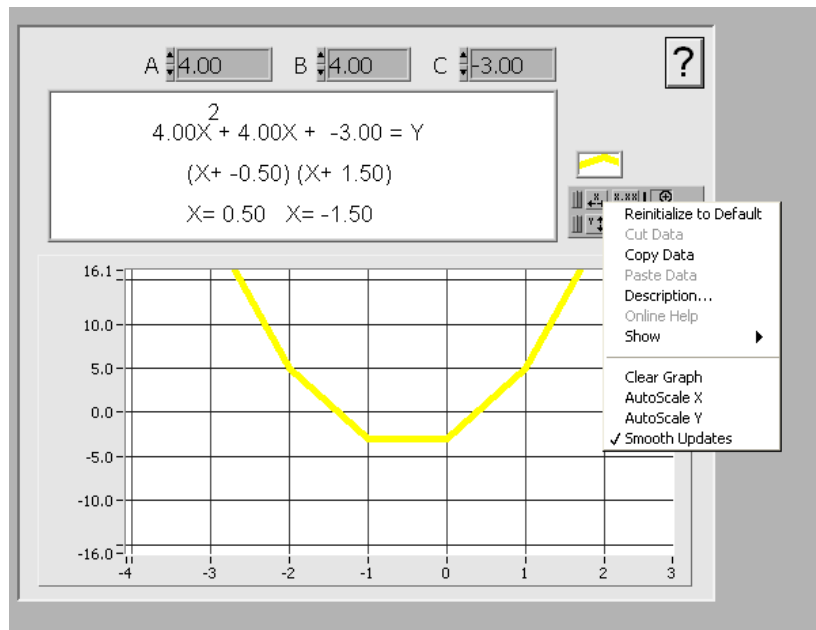 A 4.00 B 4.00 C -3.00 ?
4.00X2 + 4.00X + -3.00 = Y
(X+ -0.50) (X+ 1.50)
X= 0.50 X= -1.50
X X.XX
Y
Reinitialize to Default
Cut Data
Copy Data
Paste Data
Description...
Online Help
Show
Clear Graph
AutoScale X
AutoScale Y
Smooth Updates
16.1
10.0
5.0
0.0
-5.0
-10.0
-16.0
-4 -3 -2 -1 0 1 2 3